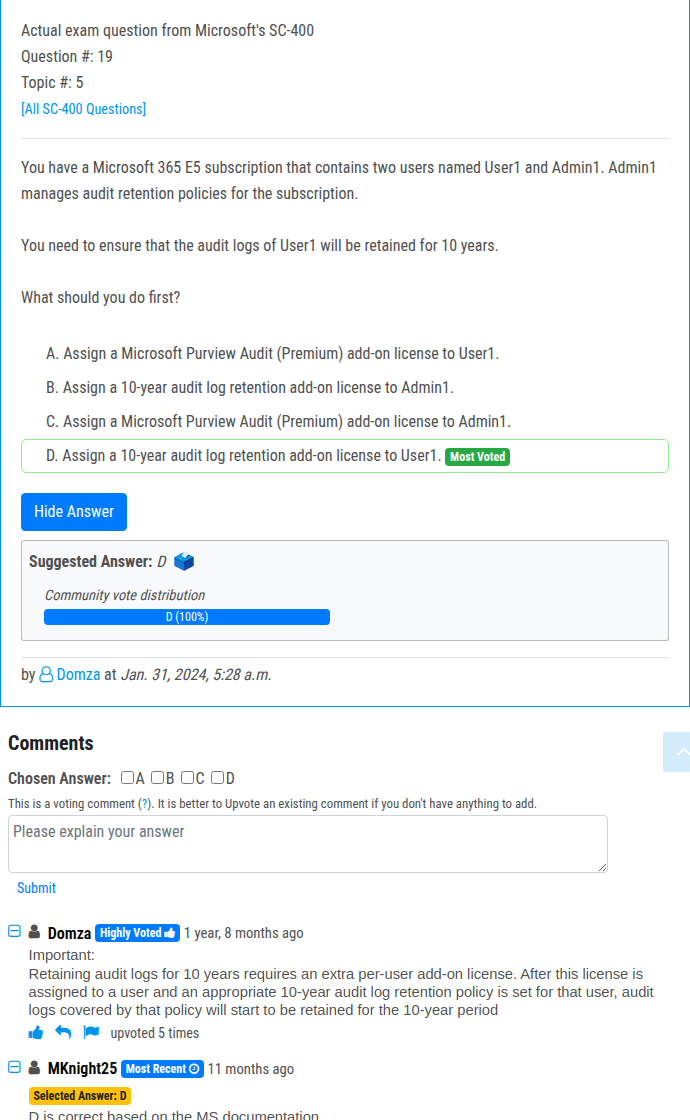 Actual exam question from Microsoft's SC-400
Question #: 19
Topic #: 5
[All SC-400 Questions]
You have a Microsoft 365 E5 subscription that contains two users named User1 and Admin1. Admin1
manages audit retention policies for the subscription.
You need to ensure that the audit logs of User1 will be retained for 10 years.
What should you do first?
A. Assign a Microsoft Purview Audit (Premium) add-on license to User1.
B. Assign a 10-year audit log retention add-on license to Admin1.
C. Assign a Microsoft Purview Audit (Premium) add-on license to Admin1.
D. Assign a 10-year audit log retention add-on license to User1. Most Voted
Hide Answer
Suggested Answer: D
Community vote distribution
D (100%)
by Domza at Jan. 31, 2024, 5:28 a.m.
Comments
Chosen Answer: A B C D
This is a voting comment (?). It is better to Upvote an existing comment if you don't have anything to add.
Please explain your answer
Submit
Domza Highly Voted 1 year, 8 months ago
Important:
Retaining audit logs for 10 years requires an extra per-user add-on license. After this license is
assigned to a user and an appropriate 10-year audit log retention policy is set for that user, audit
logs covered by that policy will start to be retained for the 10-year period
upvoted 5 times
MKnight25 Most Recent 11 months ago
Selected Answer: D
D is correct based on the MS documentation